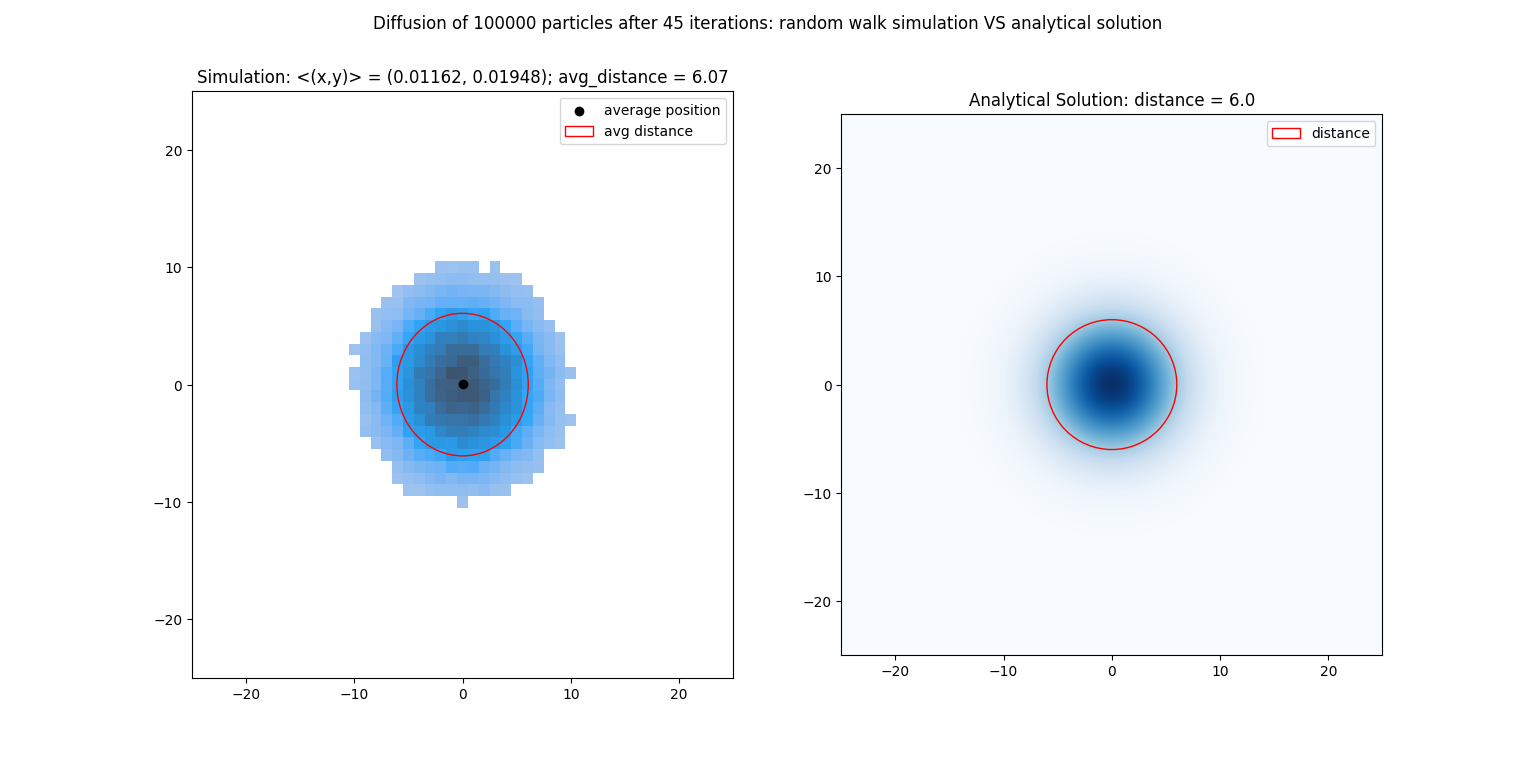 Diffusion of 100000 particles after 45 iterations: random walk simulation VS analytical solution
Simulation: <(x,y)> = (0.01162, 0.01948); avg_distance = 6.07
average position
avg distance
20
10
0
−10
−20
−20 −10 0 10 20
Analytical Solution: distance = 6.0
distance
20
10
0
−10
−20
−20 −10 0 10 20